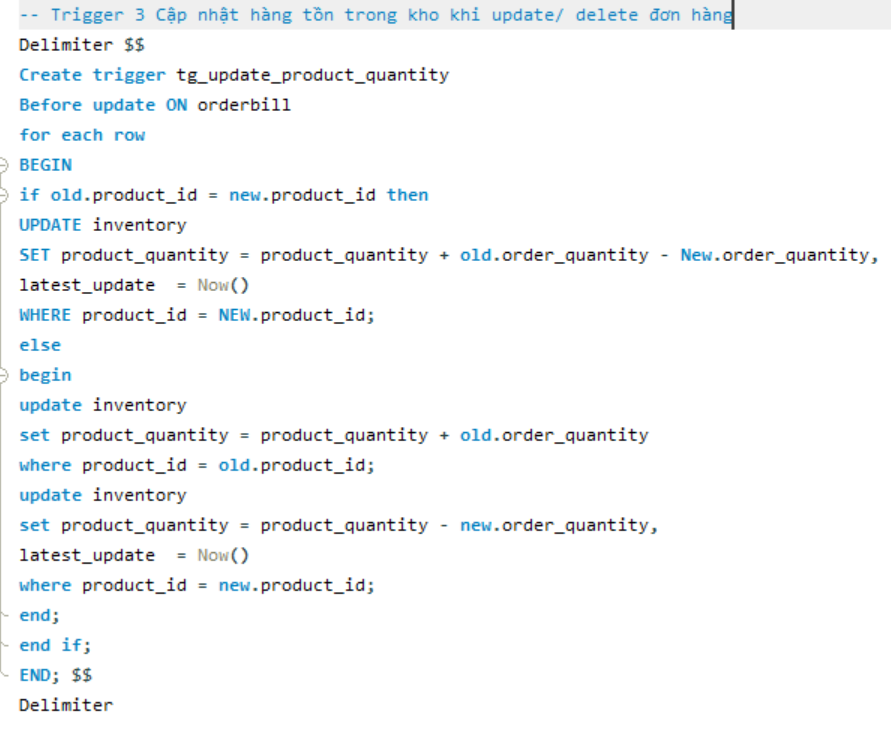 -- Trigger 3 Cập nhật hàng tồn trong kho khi update/ delete đơn hàng
Delimiter $$
Create trigger tg_update_product_quantity
Before update ON orderbill
for each row
BEGIN
if old.product_id = new.product_id then
UPDATE inventory
SET product_quantity = product_quantity + old.order_quantity - New.order_quantity,
latest_update  = Now()
WHERE product_id = NEW.product_id;
else
begin
update inventory
set product_quantity = product_quantity + old.order_quantity
where product_id = old.product_id;
update inventory
set product_quantity = product_quantity - new.order_quantity,
latest_update  = Now()
where product_id = new.product_id;
end;
end if;
END; $$
Delimiter